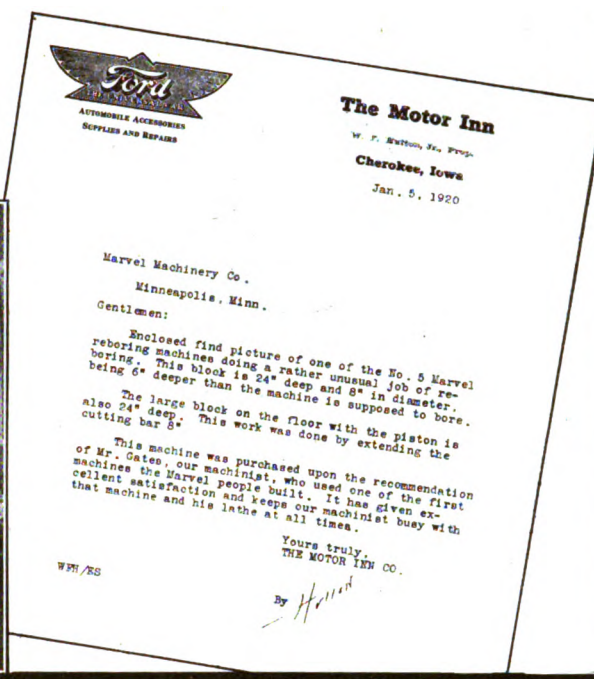 Ford
THE UNIVERSAL CAR
AUTOMOBILE ACCESSORIES
SUPPLIES AND REPAIRS
The Motor Inn
W. F. Hutton, Jr., Prop.
Cherokee, Iowa
Jan. 5, 1920
Marvel Machinery Co.
Minneapolis, Minn.
Gentlemen:
Enclosed find picture of one of the No. 5 Marvel
reboring machines doing a rather unusual job of re-
boring. This block is 24" deep and 8" in diameter,
being 6" deeper than the machine is supposed to bore.
The large block on the floor with the piston is
also 24" deep. This work was done by extending the
cutting bar 8"
This machine was purchased upon the recommendation
of Mr. Gates, our machinist, who used one of the first
machines the Marvel people built. It has given ex-
cellent satisfaction and keeps our machinist busy with
that machine and his lathe at all times.
Yours truly,
THE MOTOR INN CO.
By Hutton
WFH/ES